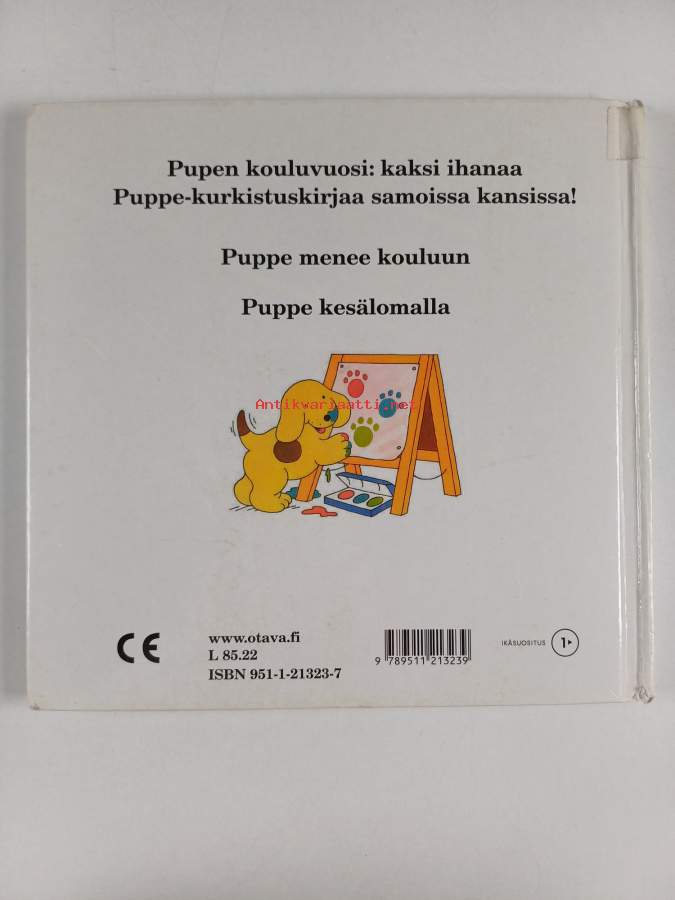 Pupen kouluvuosi: kaksi ihanaa
Puppe-kurkistuskirjaa samoissa kansissa!
Puppe menee kouluun
Puppe kesälomalla
Antikvariaatti.net
CE
www.otava.fi
L 85.22
ISBN 951-1-21323-7
9 789511 213239
IKÄSUOSITUS 1